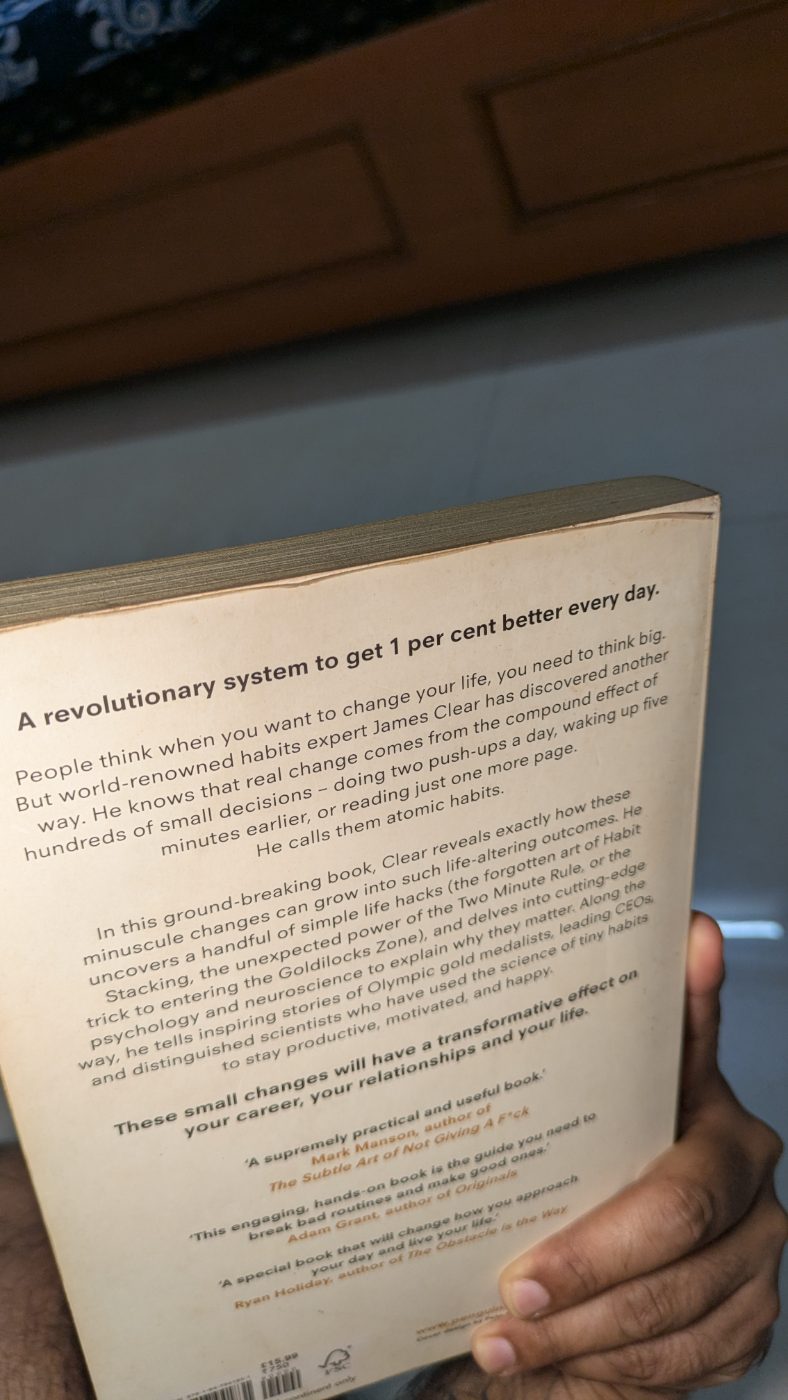 A revolutionary system to get 1 per cent better every day.
People think when you want to change your life, you need to think big.
But world-renowned habits expert James Clear has discovered another
way. He knows that real change comes from the compound effect of
hundreds of small decisions – doing two push-ups a day, waking up five
minutes earlier, or reading just one more page.
He calls them atomic habits.
In this ground-breaking book, Clear reveals exactly how these
minuscule changes can grow into such life-altering outcomes. He
uncovers a handful of simple life hacks (the forgotten art of Habit
Stacking, the unexpected power of the Two Minute Rule, or the
trick to entering the Goldilocks Zone), and delves into cutting-edge
psychology and neuroscience to explain why they matter. Along the
way, he tells inspiring stories of Olympic gold medalists, leading CEOs,
and distinguished scientists who have used the science of tiny habits
to stay productive, motivated, and happy.
These small changes will have a transformative effect on
your career, your relationships and your life.
'A supremely practical and useful book.'
Mark Manson, author of
The Subtle Art of Not Giving A F*ck
'This engaging, hands-on book is the guide you need to
break bad routines and make good ones.'
Adam Grant, author of Originals
'A special book that will change how you approach
your day and live your life.'
Ryan Holiday, author of The Obstacle is the Way
www.penguin.
Cover design by
£15.99
FSC
only